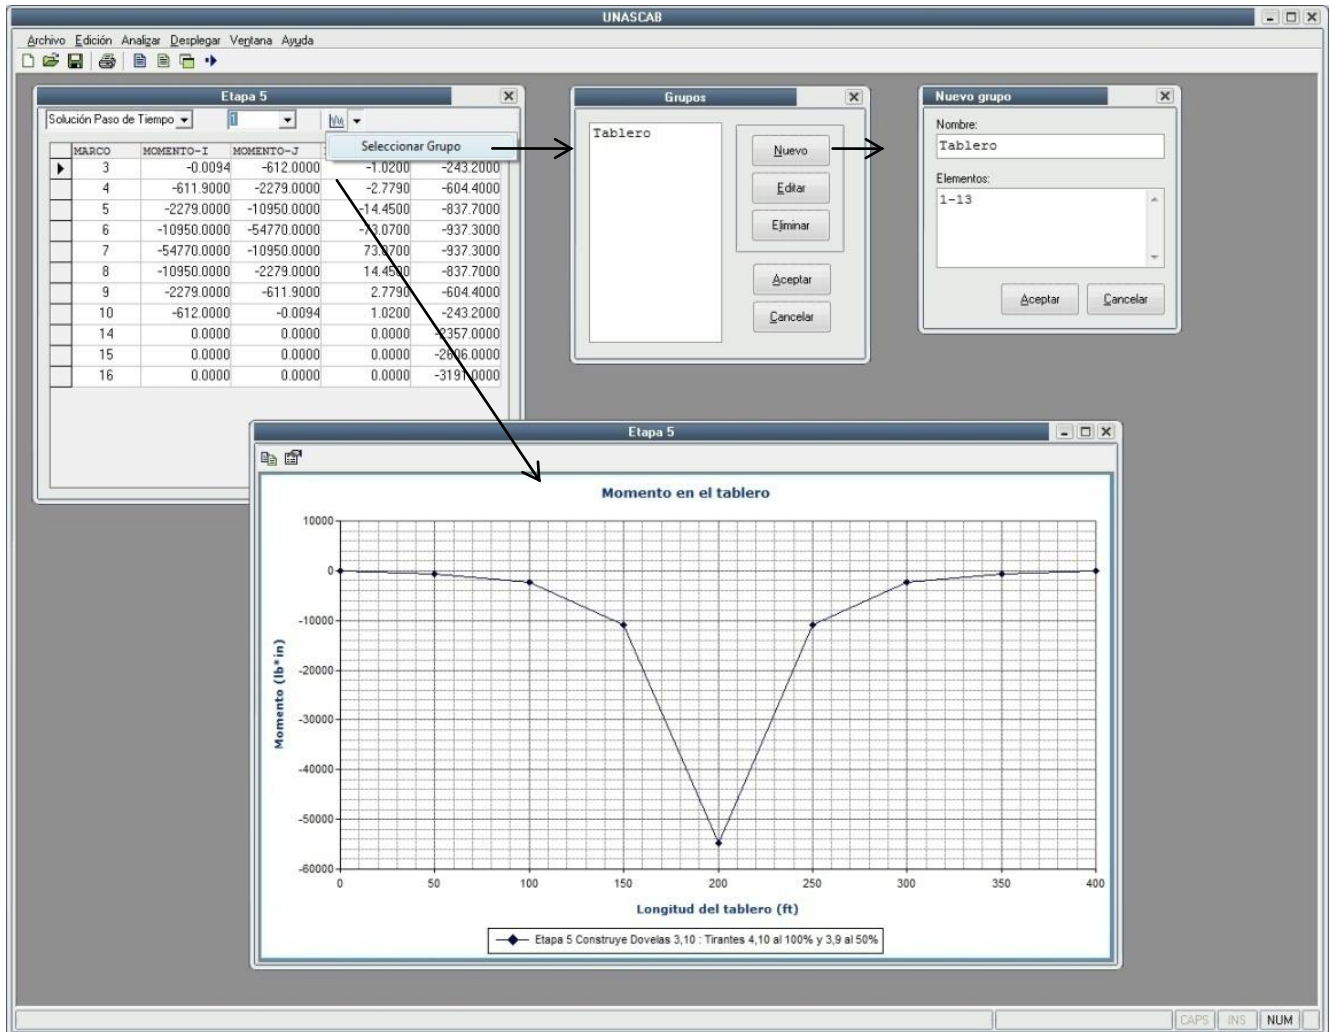 UNASCAB
Archivo Edición Analizar Desplegar Ventana Ayuda
Etapa 5
Solución Paso de Tiempo 1
Seleccionar Grupo
MARCO MOMENTO-I MOMENTO-J
3 -0.0094 -612.0000 -1.0200 -243.2000
4 -611.9000 -2279.0000 -2.7790 -604.4000
5 -2279.0000 -10950.0000 -14.4500 -837.7000
6 -10950.0000 -54770.0000 -73.0700 -937.3000
7 -54770.0000 -10950.0000 73.0700 -937.3000
8 -10950.0000 -2279.0000 14.4500 -837.7000
9 -2279.0000 -611.9000 2.7790 -604.4000
10 -612.0000 -0.0094 1.0200 -243.2000
14 0.0000 0.0000 0.0000 -2357.0000
15 0.0000 0.0000 0.0000
16 0.0000 0.0000 0.0000 -3191.0000
Grupos
Tablero
Nuevo
Editar
Eliminar
Aceptar
Cancelar
Nuevo grupo
Nombre:
Tablero
Elementos:
1-13
Aceptar Cancelar
Etapa 5
Momento en el tablero
Momento (lb*in)
10000
0
-10000
-20000
-30000
-40000
-50000
-60000
0 50 100 150 200 250 300 350 400
Longitud del tablero (ft)
Etapa 5 Construye Dovelas 3,10 : Tirantes 4,10 al 100% y 3,9 al 50%
CAPS INS NUM